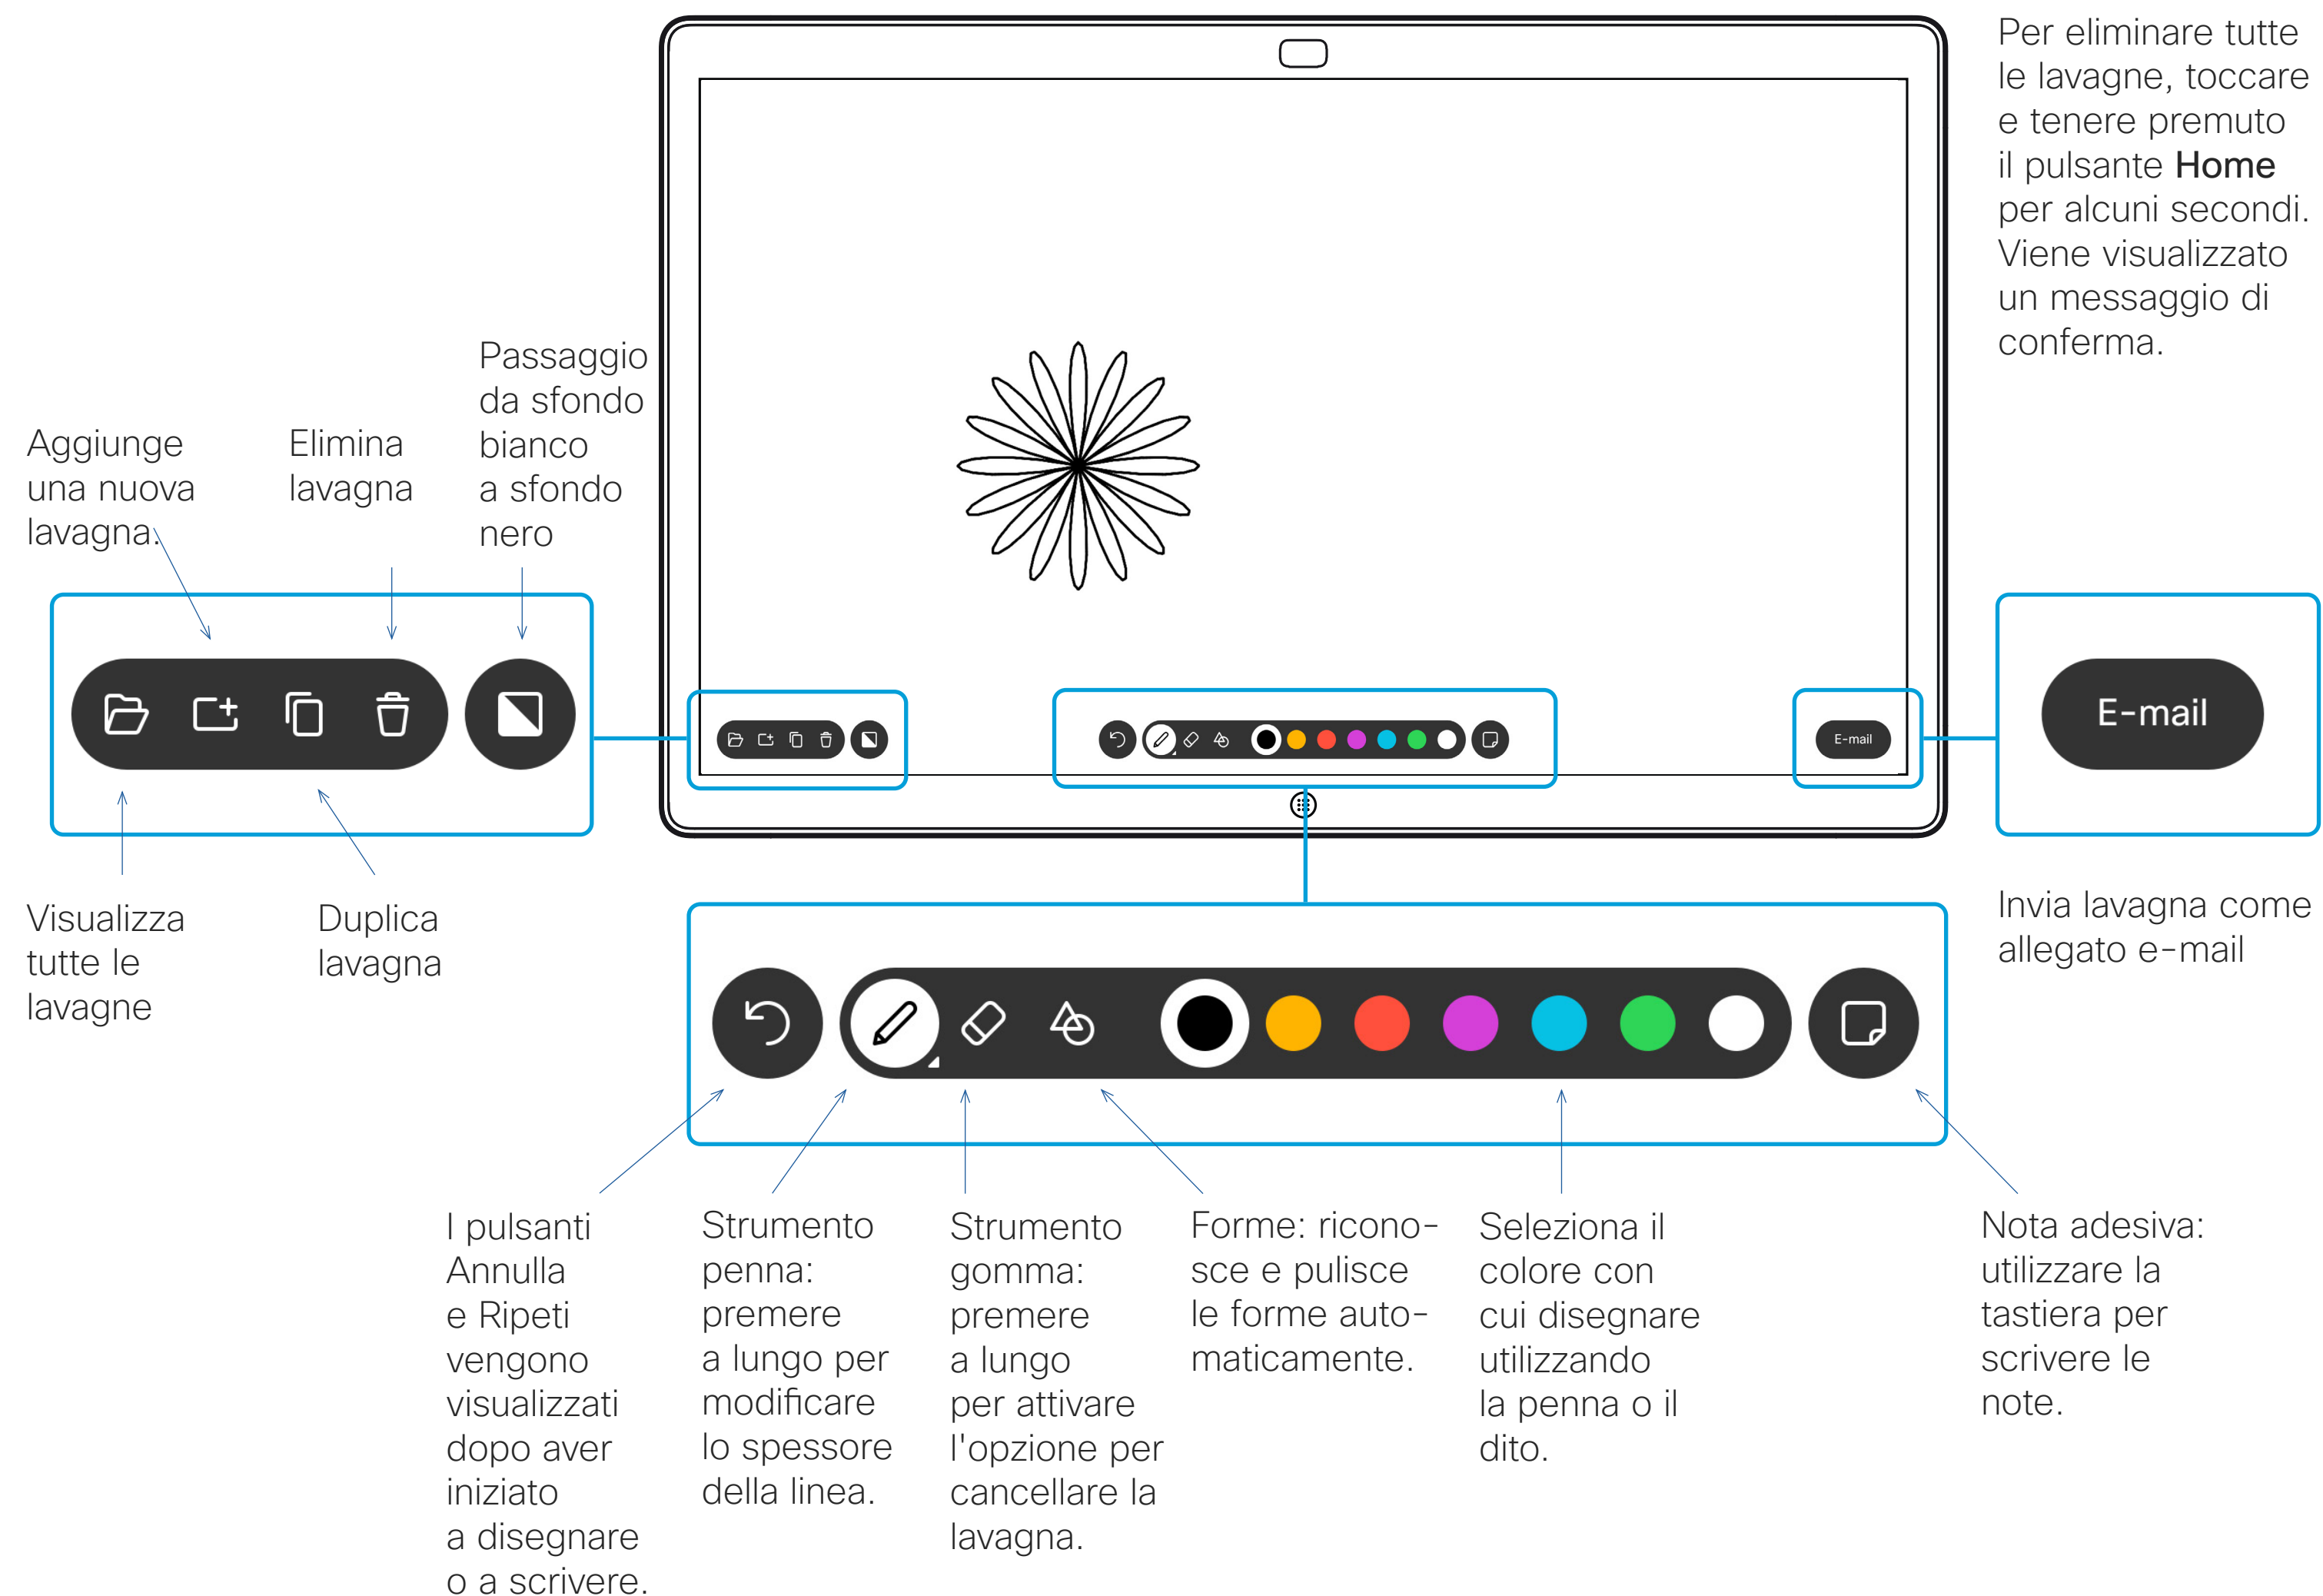 Per eliminare tutte
le lavagne, toccare
e tenere premuto
il pulsante Home
per alcuni secondi.
Viene visualizzato
un messaggio di
conferma.
Aggiunge
una nuova
lavagna.
Elimina
lavagna
Passaggio
da sfondo
bianco
a sfondo
nero
E-mail
E-mail
Visualizza
tutte le
lavagne
Duplica
lavagna
Invia lavagna come
allegato e-mail
I pulsanti
Annulla
e Ripeti
vengono
visualizzati
dopo aver
iniziato
a disegnare
o a scrivere.
Strumento
penna:
premere
a lungo per
modificare
lo spessore
della linea.
Strumento
gomma:
premere
a lungo
per attivare
l'opzione per
cancellare la
lavagna.
Forme: ricono-
sce e pulisce
le forme auto-
maticamente.
Seleziona il
colore con
cui disegnare
utilizzando
la penna o il
dito.
Nota adesiva:
utilizzare la
tastiera per
scrivere le
note.